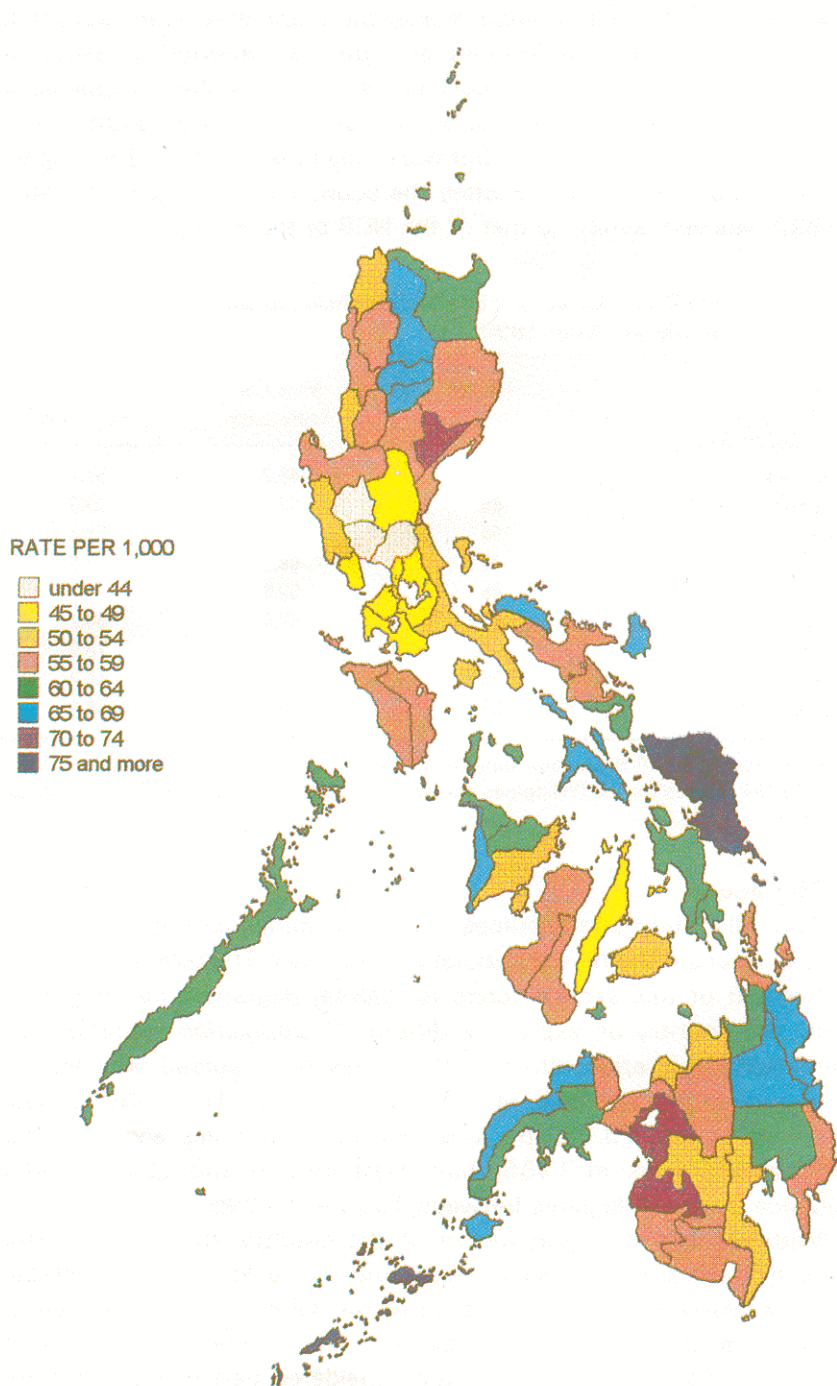 RATE PER 1,000
under 44
45 to 49
50 to 54
55 to 59
60 to 64
65 to 69
70 to 74
75 and more